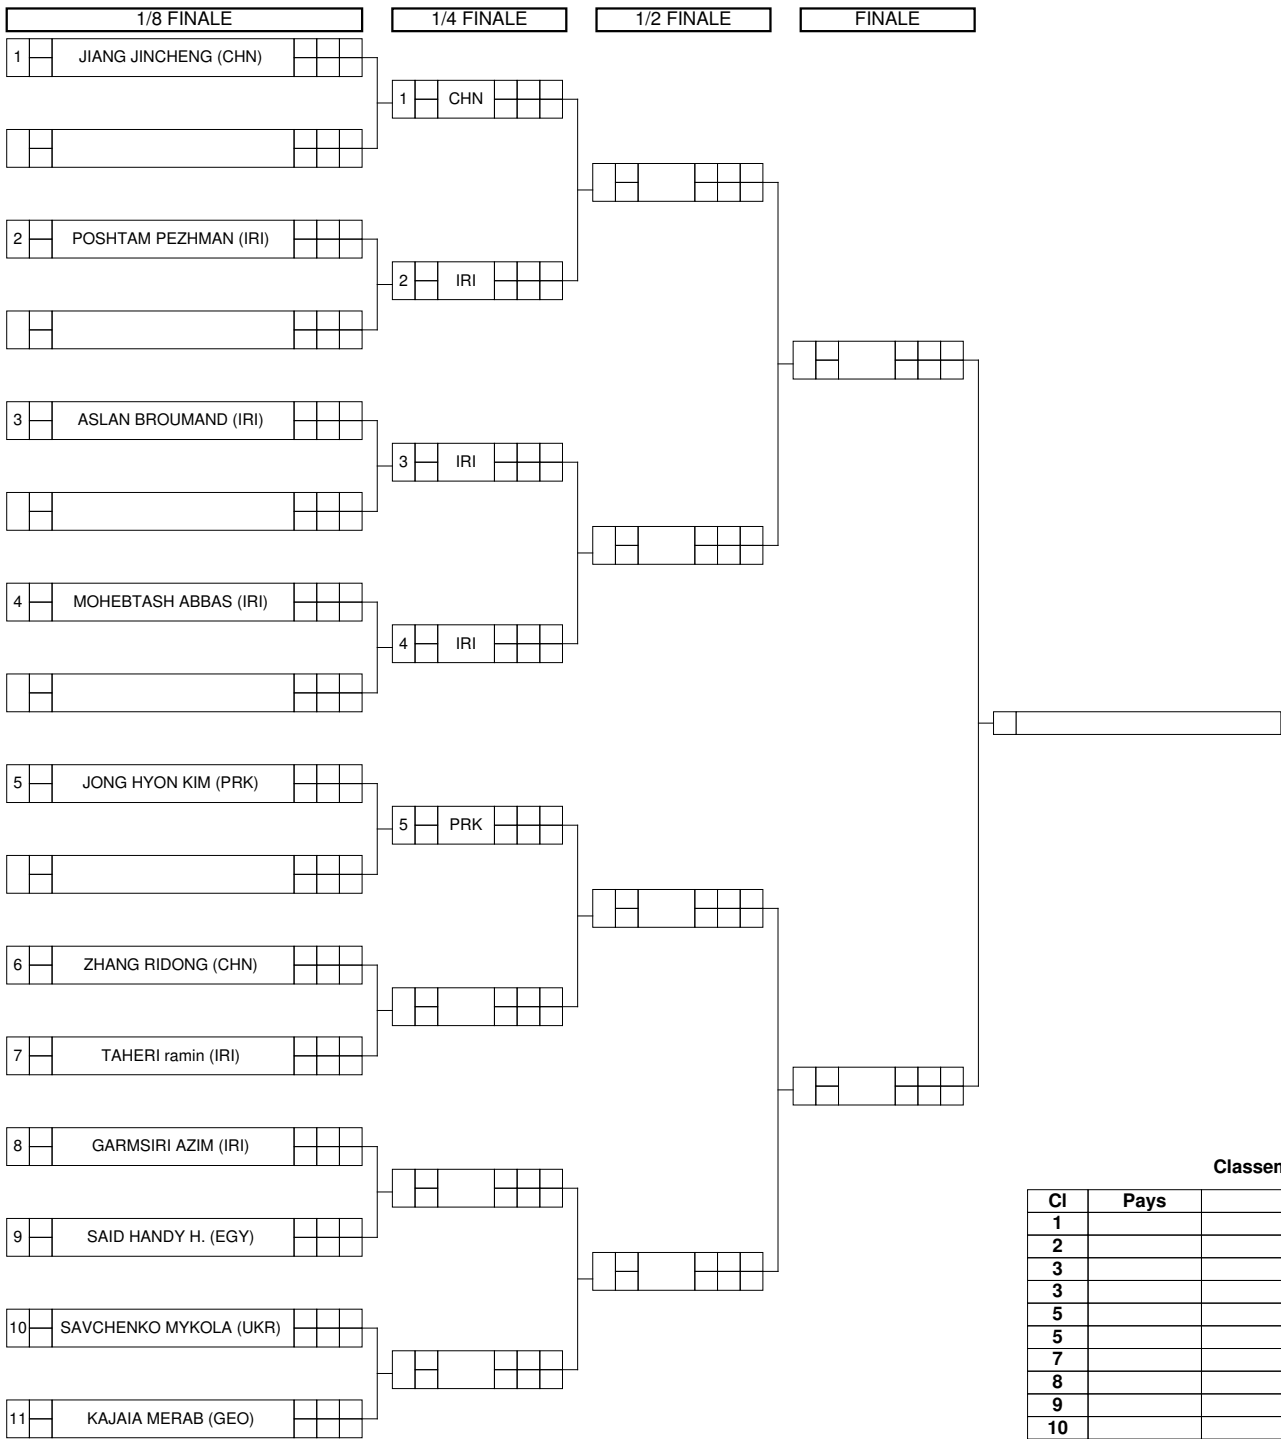 1/8 FINALE 1/4 FINALE 1/2 FINALE FINALE
1 JIANG JINCHENG (CHN)
1 CHN
2 POSHTAM PEZHMAN (IRI)
2 IRI
3 ASLAN BROUMAND (IRI)
3 IRI
4 MOHEBTASH ABBAS (IRI)
4 IRI
5 JONG HYON KIM (PRK)
5 PRK
6 ZHANG RIDONG (CHN)
7 TAHERI ramin (IRI)
8 GARMSIRI AZIM (IRI)
9 SAID HANDY H. (EGY)
10 SAVCHENKO MYKOLA (UKR)
11 KAJAIA MERAB (GEO)
Classem
Cl Pays
1
2
3
3
5
5
7
8
9
10